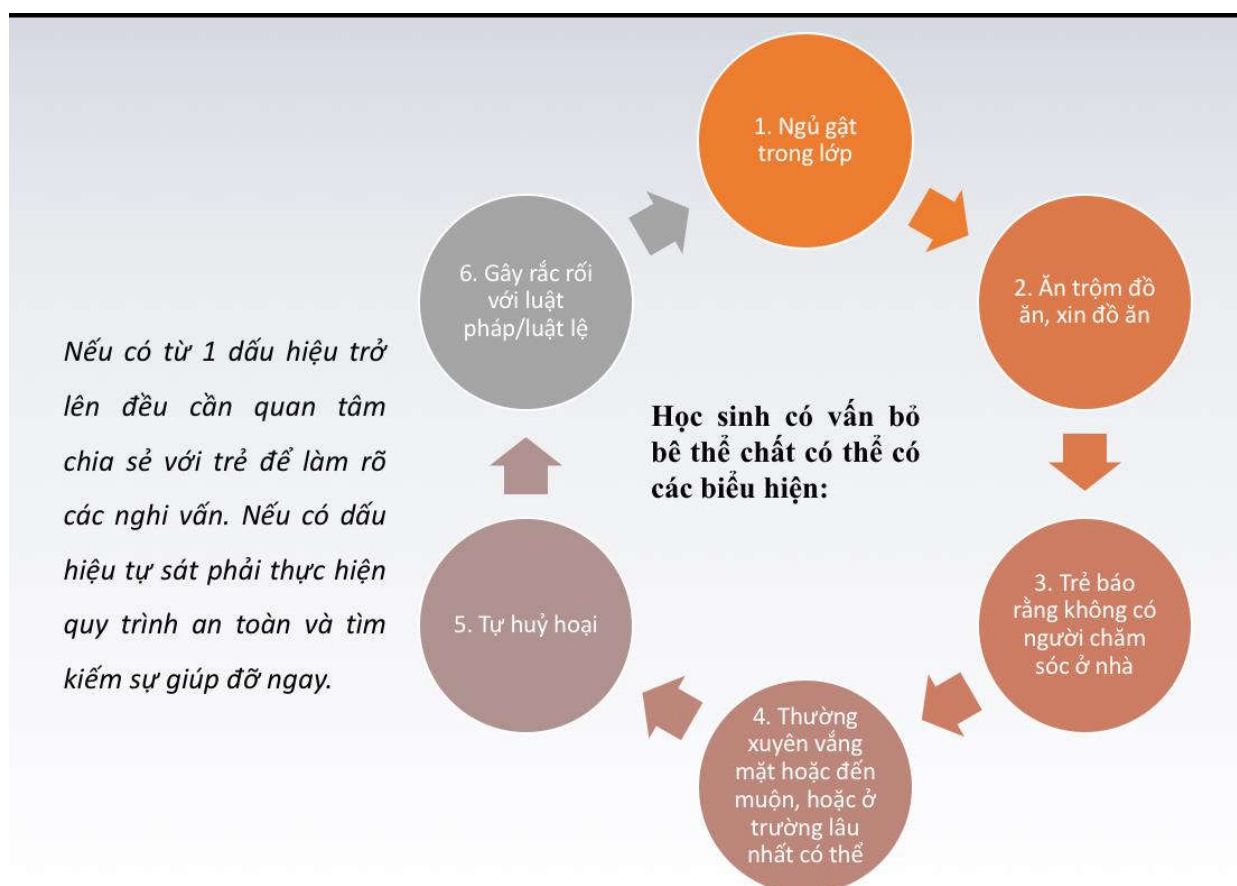 Học sinh có vấn bỏ
bê thể chất có thể có
các biểu hiện:
1. Ngủ gật
trong lớp
2. Ăn trộm đồ
ăn, xin đồ ăn
3. Trẻ báo
rằng không có
người chăm
sóc ở nhà
4. Thường
xuyên vắng
mặt hoặc đến
muộn, hoặc ở
trường lâu
nhất có thể
5. Tự huỷ hoại
6. Gây rắc rối
với luật
pháp/luật lệ
Nếu có từ 1 dấu hiệu trở
lên đều cần quan tâm
chia sẻ với trẻ để làm rõ
các nghi vấn. Nếu có dấu
hiệu tự sát phải thực hiện
quy trình an toàn và tìm
kiếm sự giúp đỡ ngay.